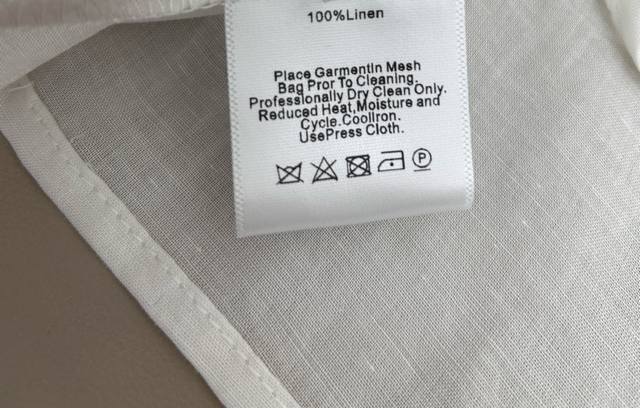 100%Linen
Place Garmentin Mesh
Bag Pror To Cleaning.
Professionally Dry Clean Only.
Reduced Heat,Moisture and
Cycle.CoolIron.
UsePress Cloth.
P